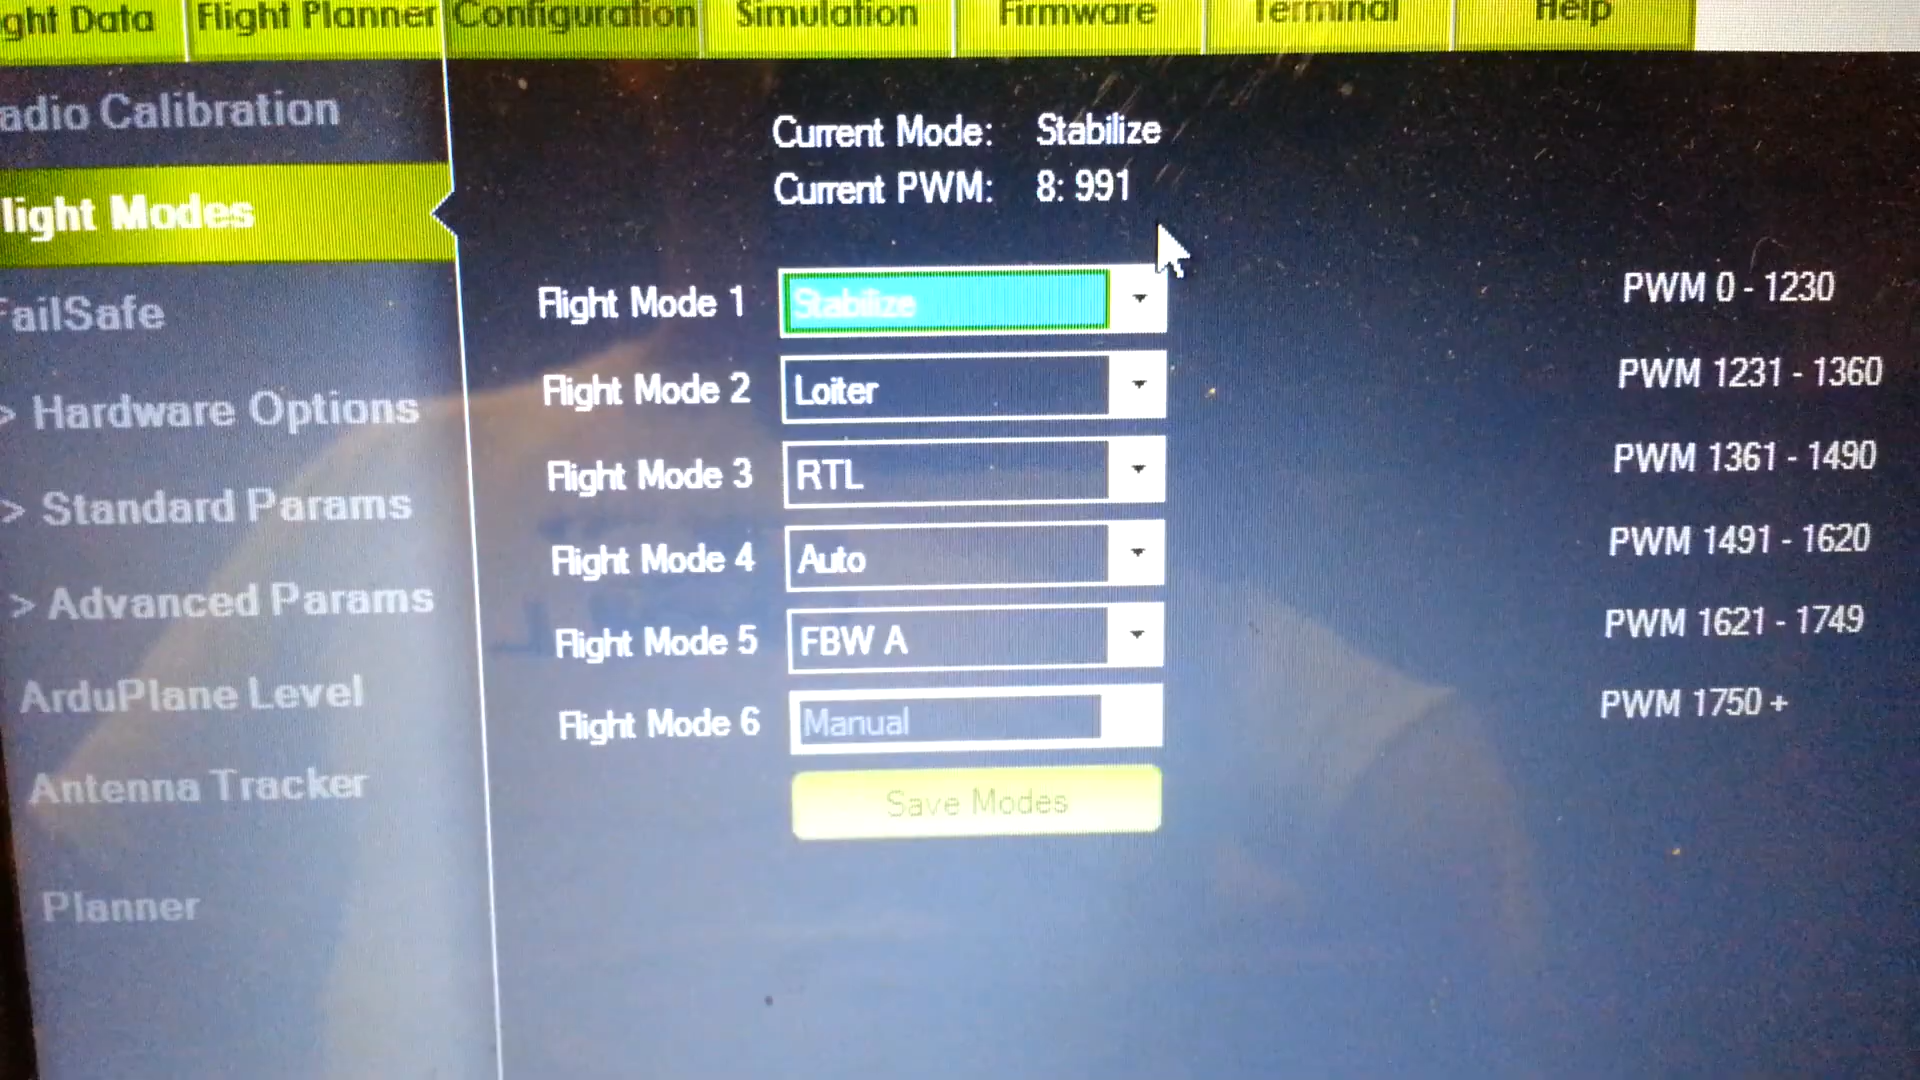 ght Data Flight Planner Configuration Simulation Firmware Terminal Help
adio Calibration
light Modes
FailSafe
> Hardware Options
> Standard Params
> Advanced Params
ArduPlane Level
Antenna Tracker
Planner
Current Mode: Stabilize
Current PWM: 8: 991
Flight Mode 1 Stabilize PWM 0 - 1230
Flight Mode 2 Loiter PWM 1231 - 1360
Flight Mode 3 RTL PWM 1361 - 1490
Flight Mode 4 Auto PWM 1491 - 1620
Flight Mode 5 FBW A PWM 1621 - 1749
Flight Mode 6 Manual PWM 1750 +
Save Modes